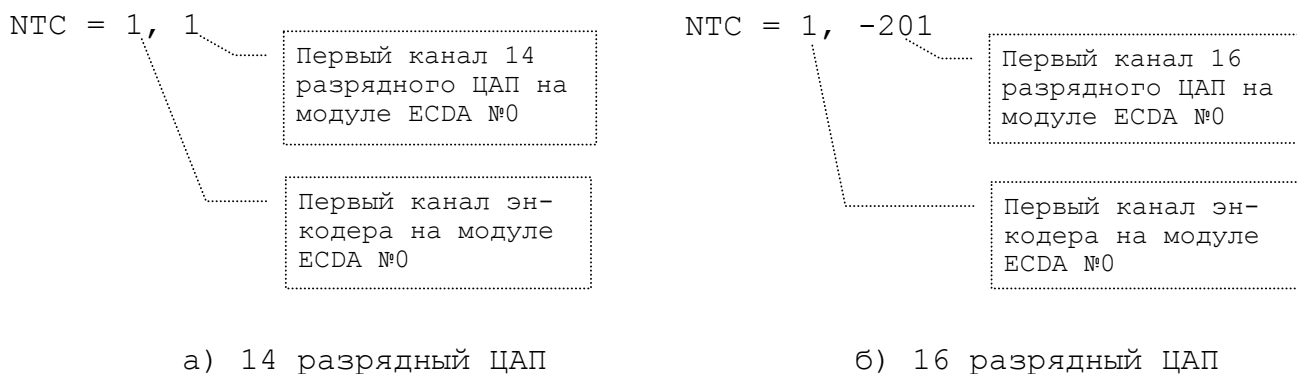 NTC = 1, 1
Первый канал 14
разрядного ЦАП на
модуле ECDA №0
Первый канал эн-
кодера на модуле
ECDA №0
а) 14 разрядный ЦАП
NTC = 1, -201
Первый канал 16
разрядного ЦАП на
модуле ECDA №0
Первый канал эн-
кодера на модуле
ECDA №0
б) 16 разрядный ЦАП